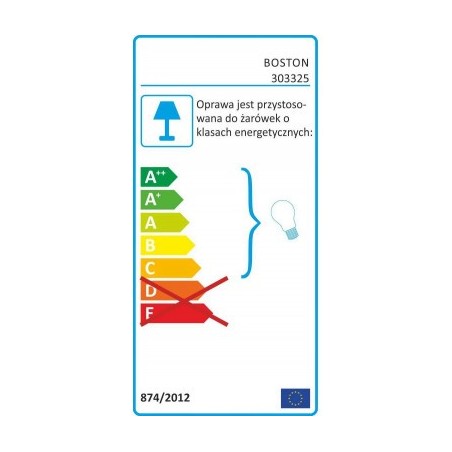 BOSTON
303325
Oprawa jest przystoso-
wana do żarówek o
klasach energetycznych:
A++
A+
A
B
C
D
F
874/2012